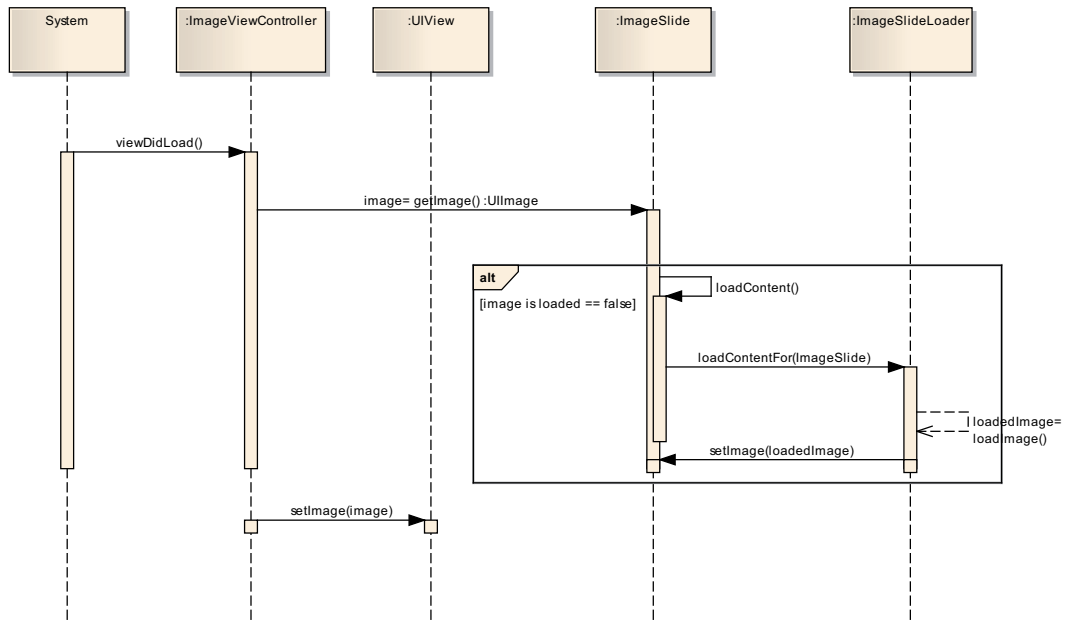 System
:ImageViewController
:UIView
:ImageSlide
:ImageSlideLoader
viewDidLoad()
image= getImage() :UIImage
alt
[image is loaded == false]
loadContent()
loadContentFor(ImageSlide)
loadedImage=
loadImage()
setImage(loadedImage)
setImage(image)